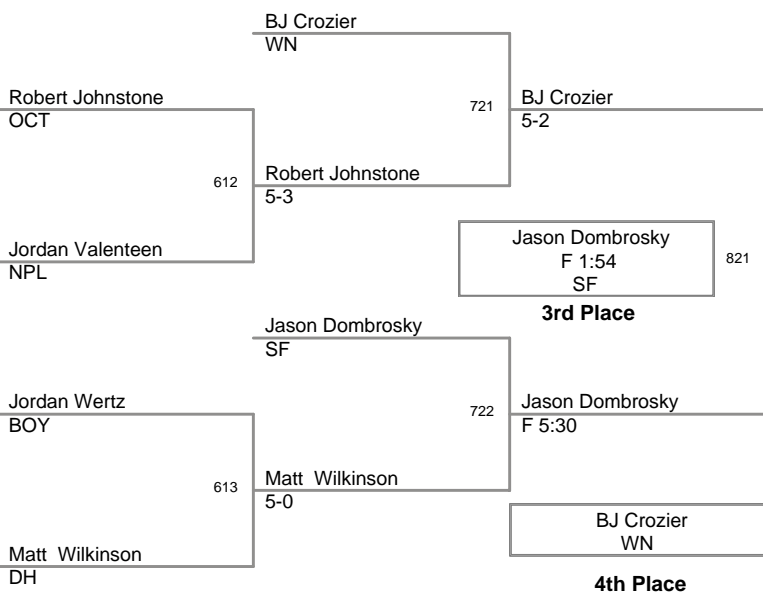 BJ Crozier
WN
Robert Johnstone
OCT
721
BJ Crozier
5-2
612
Robert Johnstone
5-3
Jordan Valenteen
NPL
Jason Dombrosky
F 1:54
SF
821
3rd Place
Jason Dombrosky
SF
Jordan Wertz
BOY
722
Jason Dombrosky
F 5:30
613
Matt Wilkinson
5-0
BJ Crozier
WN
Matt Wilkinson
DH
4th Place